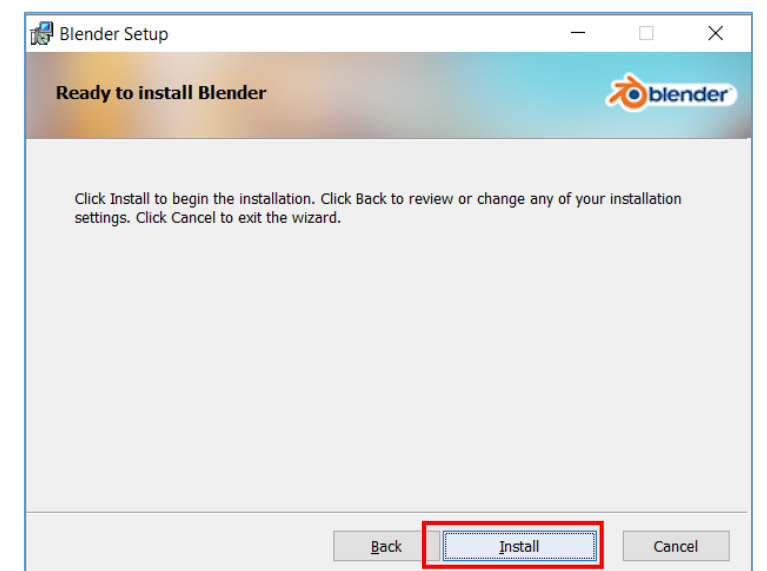 Blender Setup
Ready to install Blender
blender
Click Install to begin the installation. Click Back to review or change any of your installation
settings. Click Cancel to exit the wizard.
Back
Install
Cancel